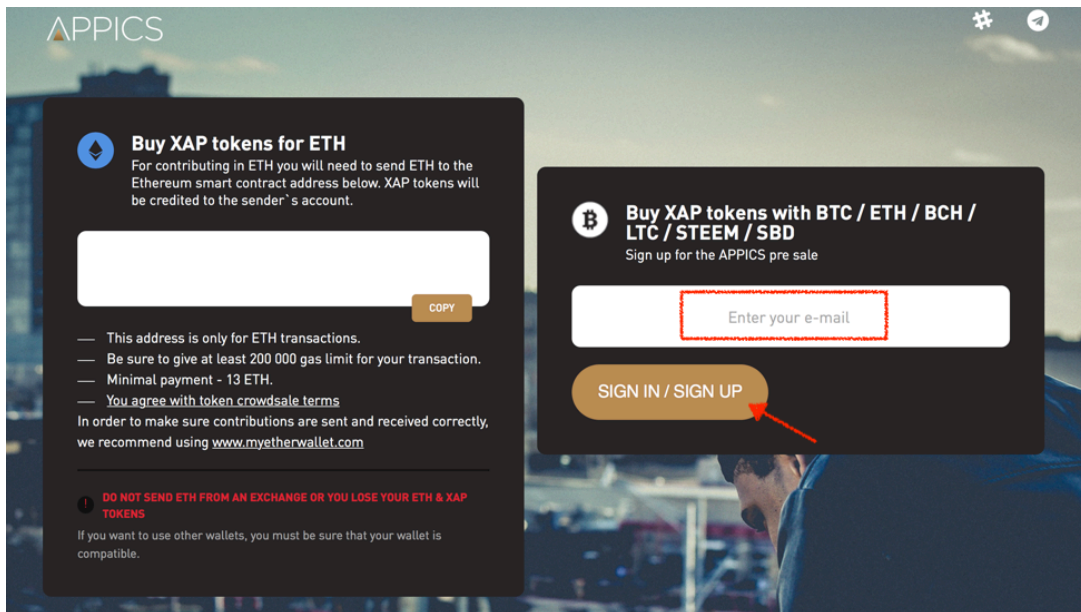 APPICS
Buy XAP tokens for ETH
For contributing in ETH you will need to send ETH to the
Ethereum smart contract address below. XAP tokens will
be credited to the sender`s account.
COPY
— This address is only for ETH transactions.
— Be sure to give at least 200 000 gas limit for your transaction.
— Minimal payment - 13 ETH.
— You agree with token crowdsale terms
In order to make sure contributions are sent and received correctly,
we recommend using www.myetherwallet.com
! DO NOT SEND ETH FROM AN EXCHANGE OR YOU LOSE YOUR ETH & XAP
TOKENS
If you want to use other wallets, you must be sure that your wallet is
compatible.
Buy XAP tokens with BTC / ETH / BCH /
LTC / STEEM / SBD
Sign up for the APPICS pre sale
Enter your e-mail
SIGN IN / SIGN UP